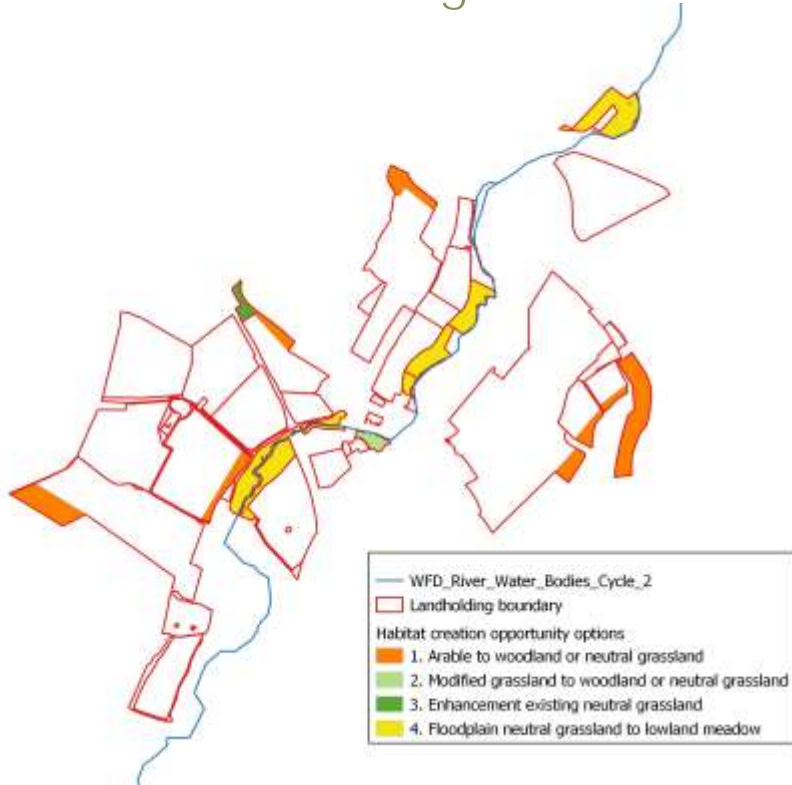 WFD_River_Water_Bodies_Cycle_2
Landholding boundary
Habitat creation opportunity options
1. Arable to woodland or neutral grassland
2. Modified grassland to woodland or neutral grassland
3. Enhancement existing neutral grassland
4. Floodplain neutral grassland to lowland meadow